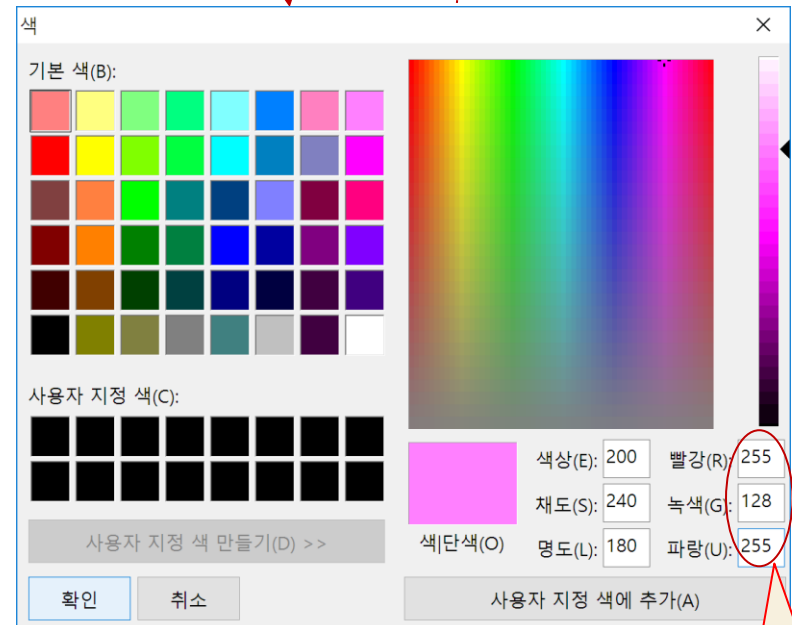 색
기본 색(B):
사용자 지정 색(C):
사용자 지정 색 만들기(D) >>
확인
취소
색|단색(O)
색상(E): 200
빨강(R): 255
채도(S): 240
녹색(G): 128
명도(L): 180
파랑(U): 255
사용자 지정 색에 추가(A)